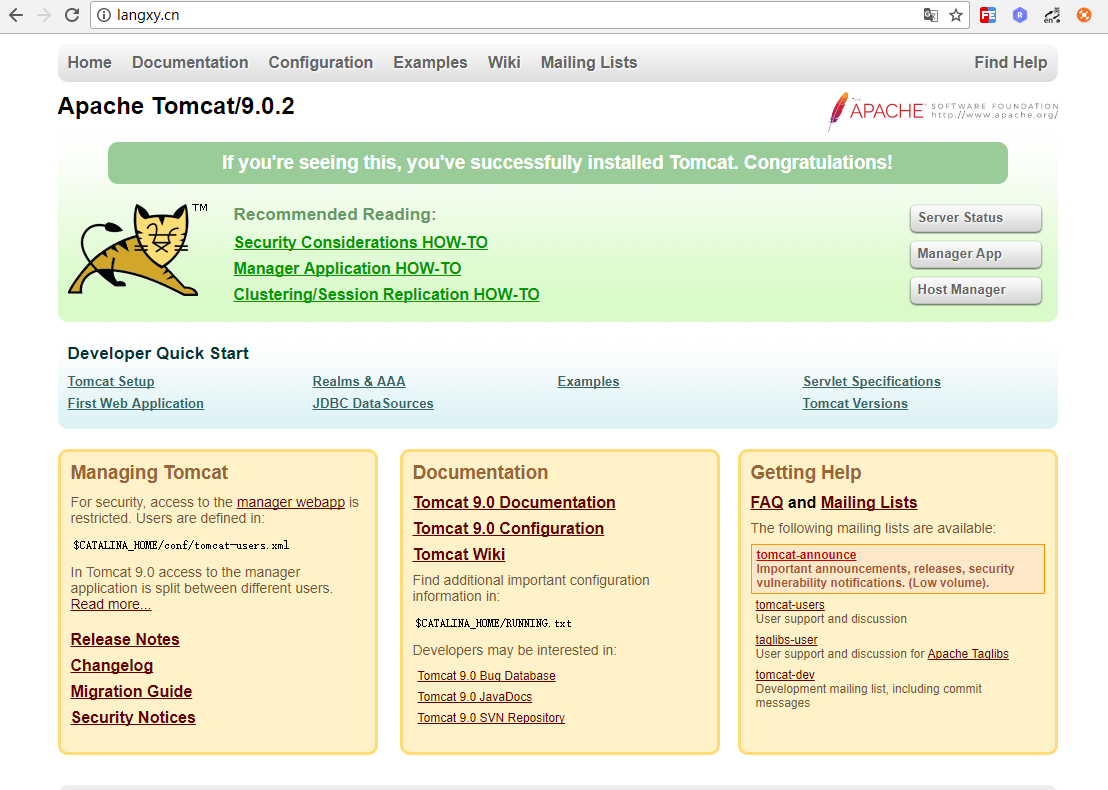 langxy.cn
Home Documentation Configuration Examples Wiki Mailing Lists Find Help
Apache Tomcat/9.0.2
THE APACHE SOFTWARE FOUNDATION
http://www.apache.org/
If you're seeing this, you've successfully installed Tomcat. Congratulations!
TM
Recommended Reading:
Security Considerations HOW-TO
Manager Application HOW-TO
Clustering/Session Replication HOW-TO
Server Status
Manager App
Host Manager
Developer Quick Start
Tomcat Setup
First Web Application
Realms & AAA
JDBC DataSources
Examples
Servlet Specifications
Tomcat Versions
Managing Tomcat
For security, access to the manager webapp is
restricted. Users are defined in:
$CATALINA_HOME/conf/tomcat-users.xml
In Tomcat 9.0 access to the manager
application is split between different users.
Read more...
Release Notes
Changelog
Migration Guide
Security Notices
Documentation
Tomcat 9.0 Documentation
Tomcat 9.0 Configuration
Tomcat Wiki
Find additional important configuration
information in:
$CATALINA_HOME/RUNNING.txt
Developers may be interested in:
Tomcat 9.0 Bug Database
Tomcat 9.0 JavaDocs
Tomcat 9.0 SVN Repository
Getting Help
FAQ and Mailing Lists
The following mailing lists are available:
tomcat-announce
Important announcements, releases, security
vulnerability notifications. (Low volume).
tomcat-users
User support and discussion
taglibs-user
User support and discussion for Apache Taglibs
tomcat-dev
Development mailing list, including commit
messages